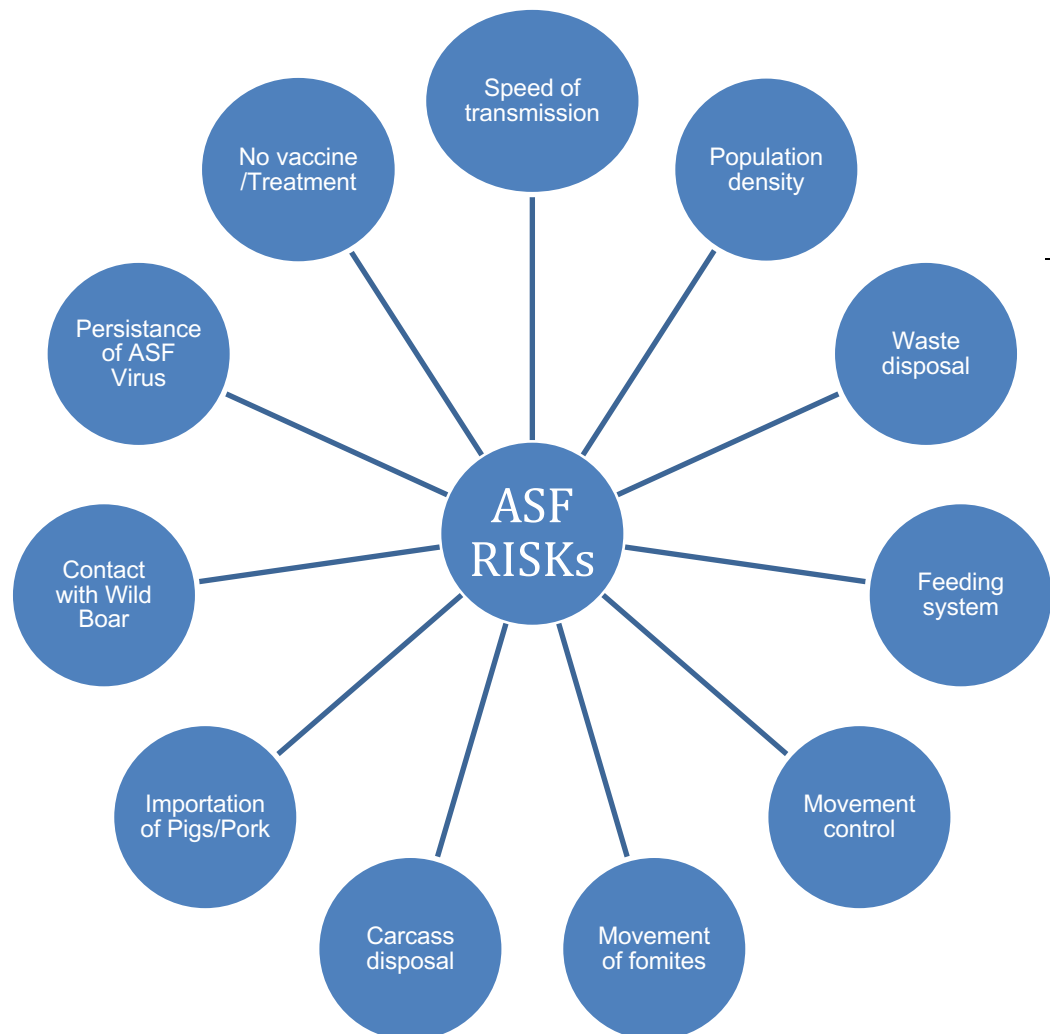 Speed of
transmission
Population
density
Waste
disposal
Feeding
system
Movement
control
Movement
of fomites
Carcass
disposal
Importation
of Pigs/Pork
Contact
with Wild
Boar
Persistance
of ASF
Virus
No vaccine
/Treatment
ASF
RISKs